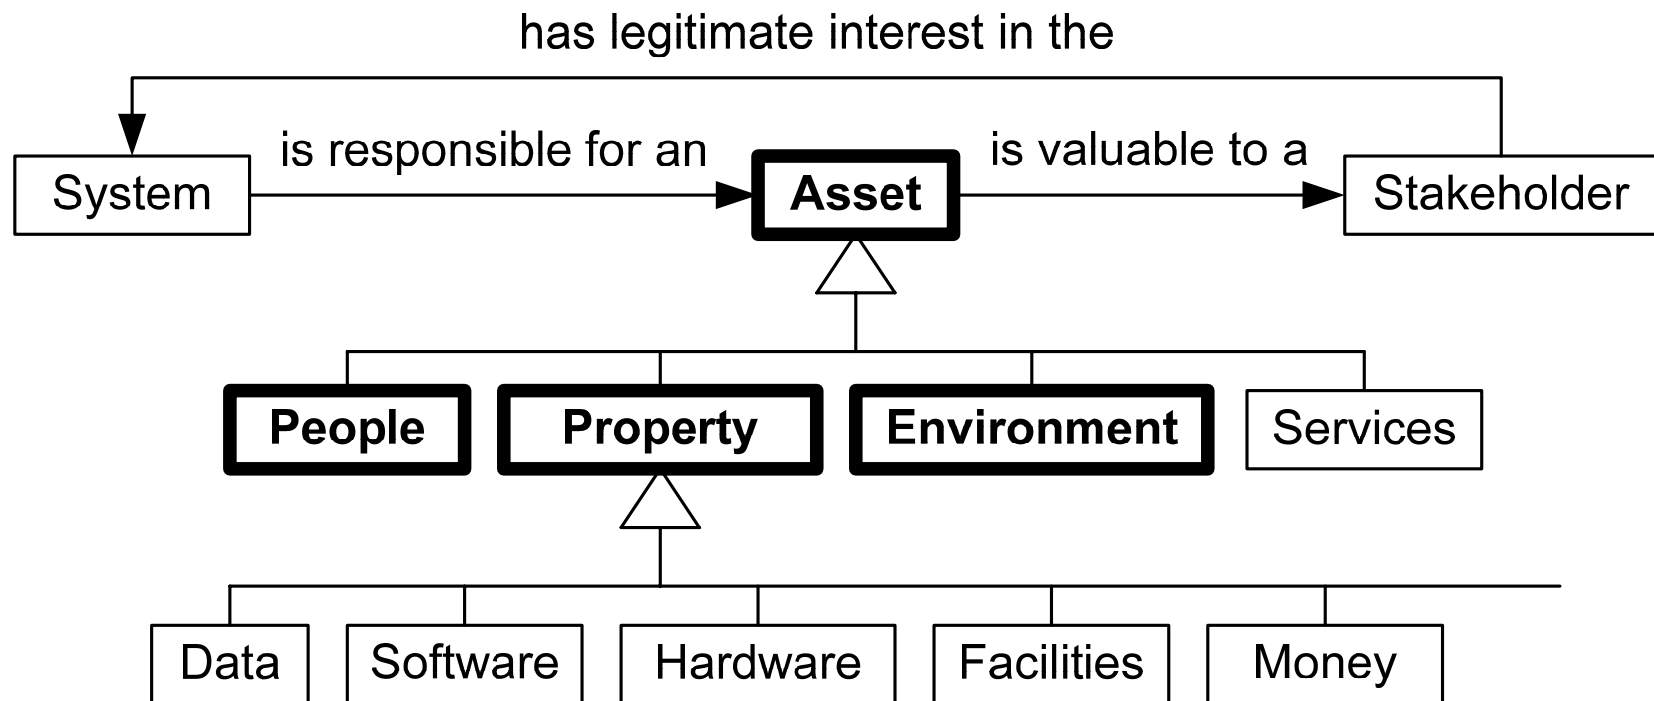 has legitimate interest in the
is responsible for an
is valuable to a
System
Asset
Stakeholder
People
Property
Environment
Services
Data
Software
Hardware
Facilities
Money